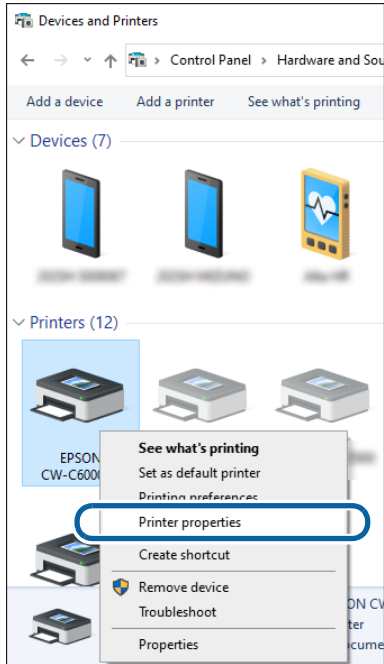 Devices and Printers
Control Panel > Hardware and Sou
Add a device Add a printer See what's printing
Devices (7)
Printers (12)
EPSON
CW-C600
See what's printing
Set as default printer
Printing preferences
Printer properties
Create shortcut
Remove device
Troubleshoot
Properties
ON CW
ter
ocume